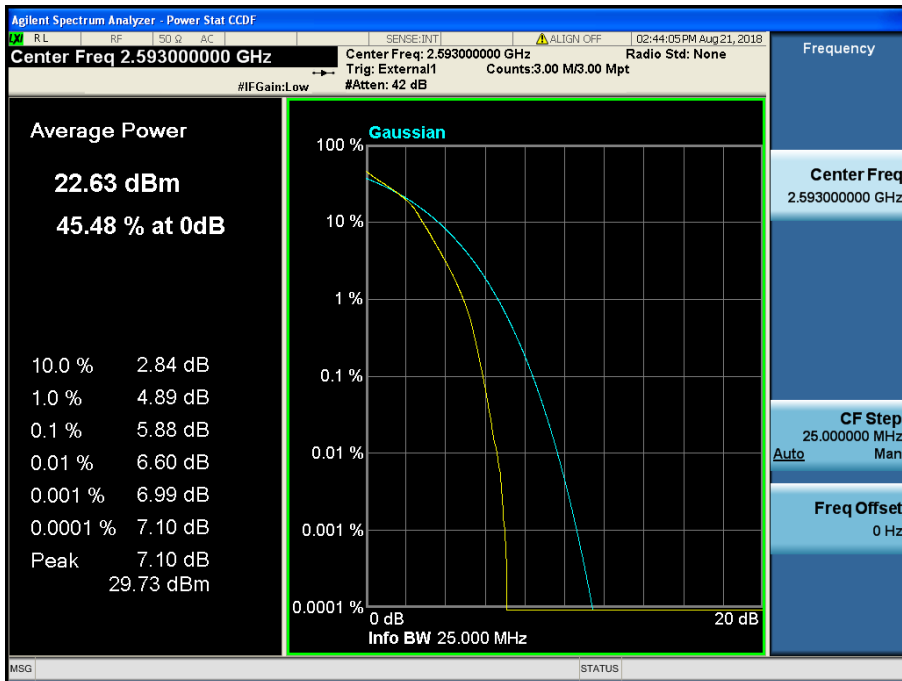 Agilent Spectrum Analyzer - Power Stat CCDF
LXI RL RF 50 Ω AC SENSE:INT ALIGN OFF 02:44:05 PM Aug 21, 2018
Center Freq 2.593000000 GHz
Center Freq: 2.593000000 GHz Radio Std: None
Trig: External1 Counts:3.00 M/3.00 Mpt
#IFGain:Low #Atten: 42 dB
Average Power
22.63 dBm
45.48 % at 0dB
10.0 % 2.84 dB
1.0 % 4.89 dB
0.1 % 5.88 dB
0.01 % 6.60 dB
0.001 % 6.99 dB
0.0001 % 7.10 dB
Peak 7.10 dB
29.73 dBm
Gaussian
100 %
10 %
1 %
0.1 %
0.01 %
0.001 %
0.0001 %
0 dB 20 dB
Info BW 25.000 MHz
Frequency
Center Freq
2.593000000 GHz
CF Step
25.000000 MHz
Auto Man
Freq Offset
0 Hz
MSG STATUS